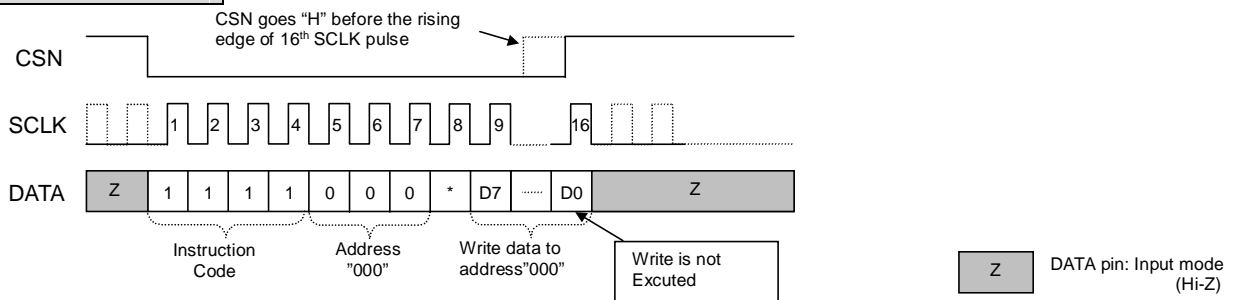 CSN goes “H” before the rising
edge of 16th SCLK pulse
CSN
SCLK 1 2 3 4 5 6 7 8 9 16
DATA Z 1 1 1 1 0 0 0 * D7 ...... D0 Z
Instruction
Code
Address
"000"
Write data to
address"000"
Write is not
Excuted
Z DATA pin: Input mode
(Hi-Z)